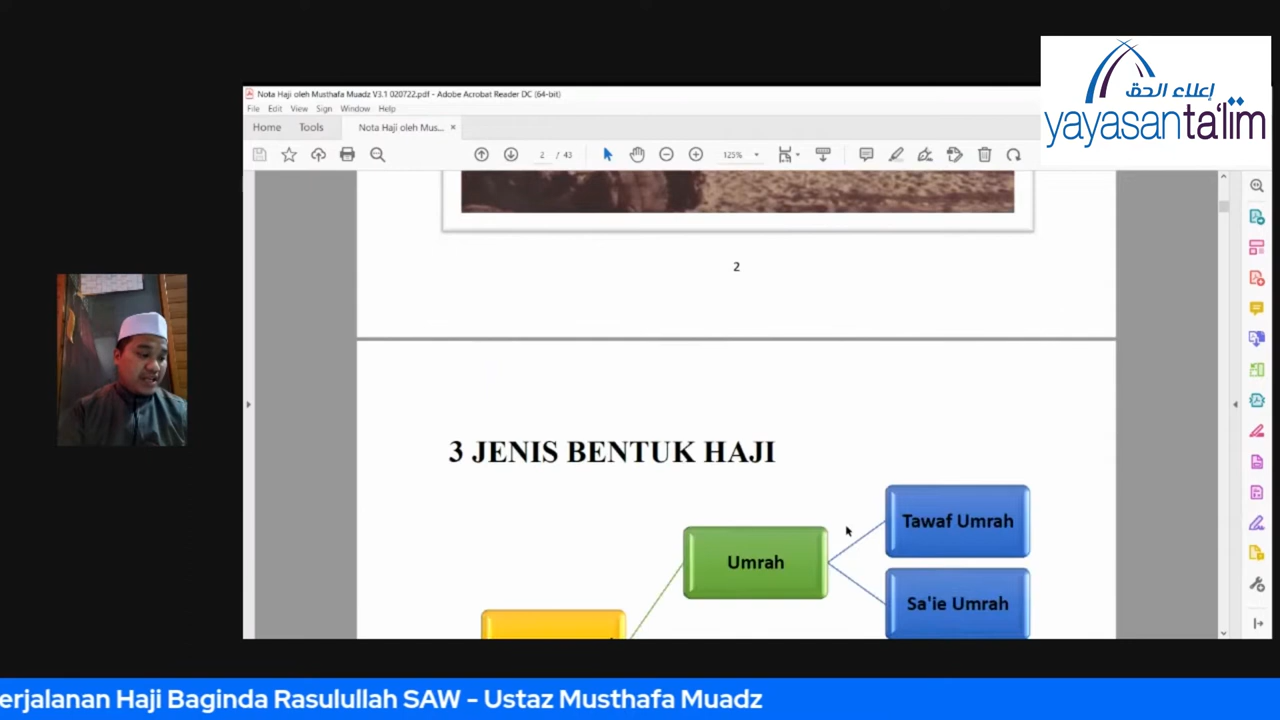 إعلاء الحق
yayasanta'lim
Nota Haji oleh Musthafa Muadz V3.1 020722.pdf - Adobe Acrobat Reader DC (64-bit)
File Edit View Sign Window Help
Home Tools Nota Haji oleh Mus... ×
2 / 43 125%
2
3 JENIS BENTUK HAJI
Tawaf Umrah
Umrah
Sa'ie Umrah
erjalanan Haji Baginda Rasulullah SAW - Ustaz Musthafa Muadz